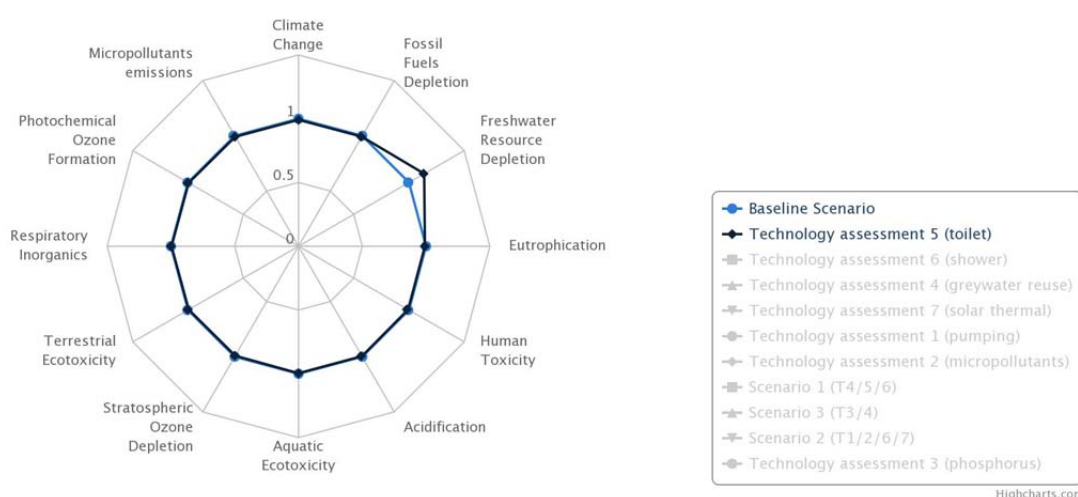 Climate
Change
Fossil
Fuels
Depletion
Freshwater
Resource
Depletion
Eutrophication
Human
Toxicity
Acidification
Aquatic
Ecotoxicity
Stratospheric
Ozone
Depletion
Terrestrial
Ecotoxicity
Respiratory
Inorganics
Photochemical
Ozone
Formation
Micropollutants
emissions
1
0.5
0
Baseline Scenario
Technology assessment 5 (toilet)
Technology assessment 6 (shower)
Technology assessment 4 (greywater reuse)
Technology assessment 7 (solar thermal)
Technology assessment 1 (pumping)
Technology assessment 2 (micropollutants)
Scenario 1 (T4/5/6)
Scenario 3 (T3/4)
Scenario 2 (T1/2/6/7)
Technology assessment 3 (phosphorus)
Highcharts.com